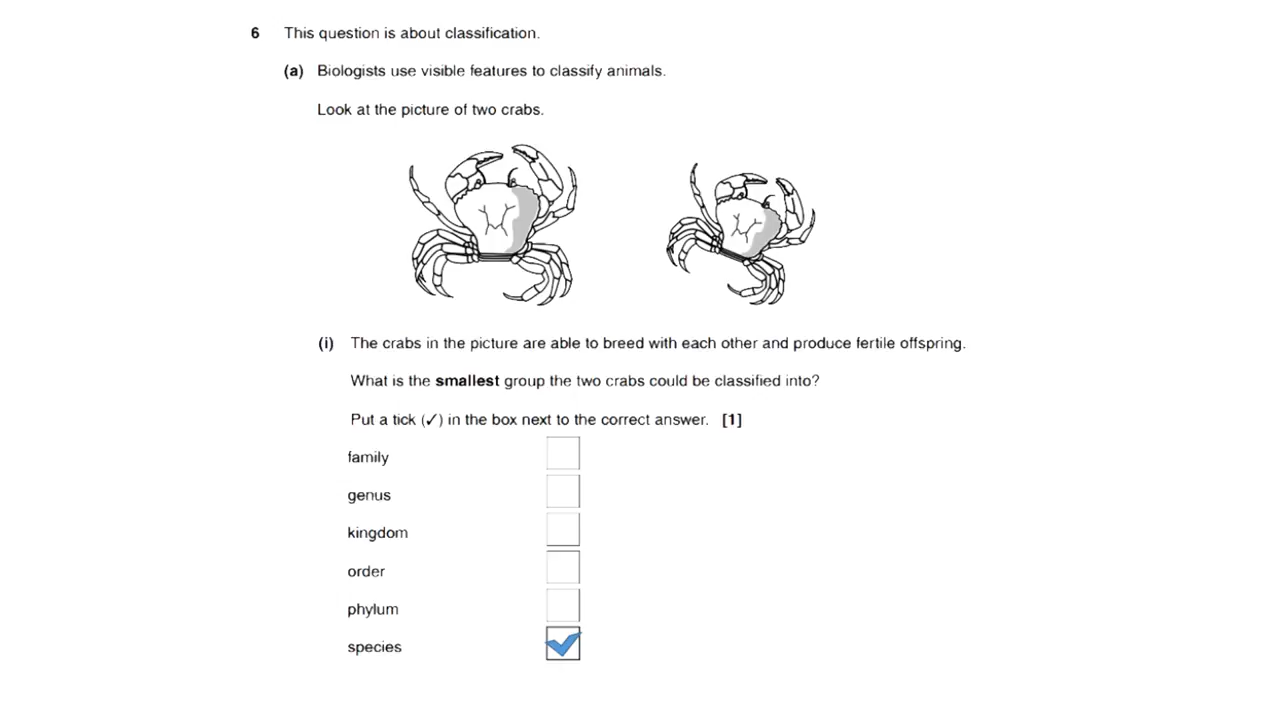 6 This question is about classification.
(a) Biologists use visible features to classify animals.
Look at the picture of two crabs.
(i) The crabs in the picture are able to breed with each other and produce fertile offspring.
What is the smallest group the two crabs could be classified into?
Put a tick (✓) in the box next to the correct answer. [1]
family
genus
kingdom
order
phylum
species